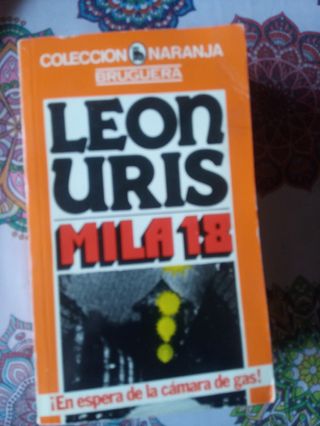 COLECCION NARANJA
BRUGUERA
LEON
URIS
MILA 18
¡En espera de la cámara de gas!